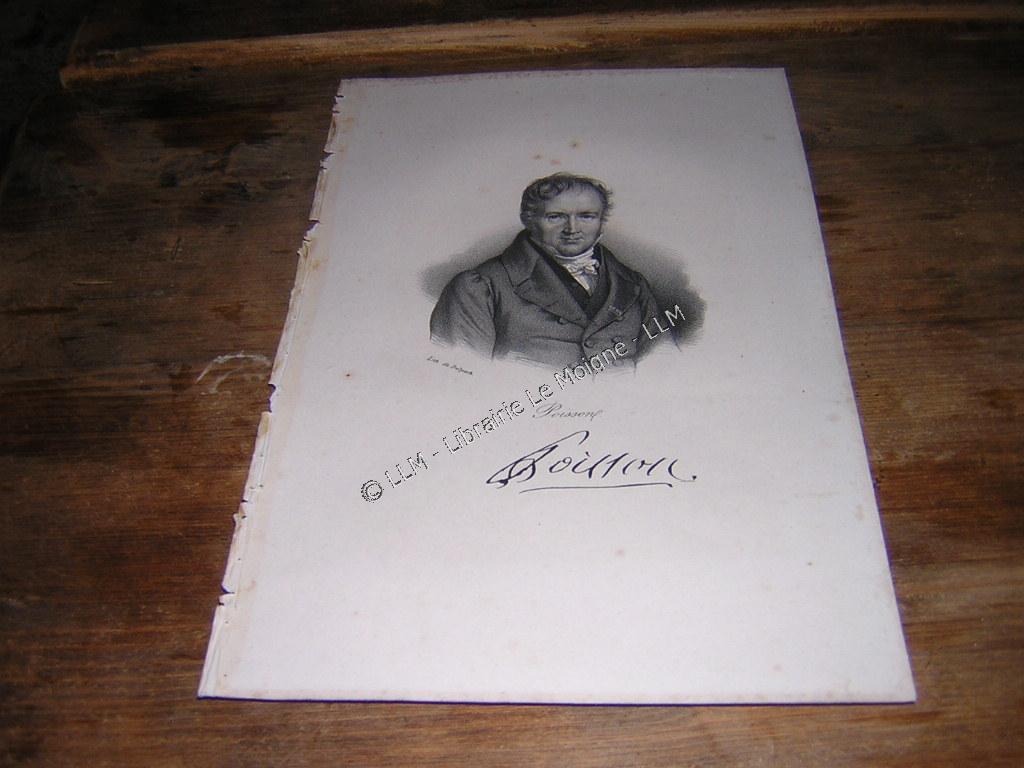 Lith. de Delpech.
Poisson
Poisson.
© LLM - Librairie Le Moigne - LLM